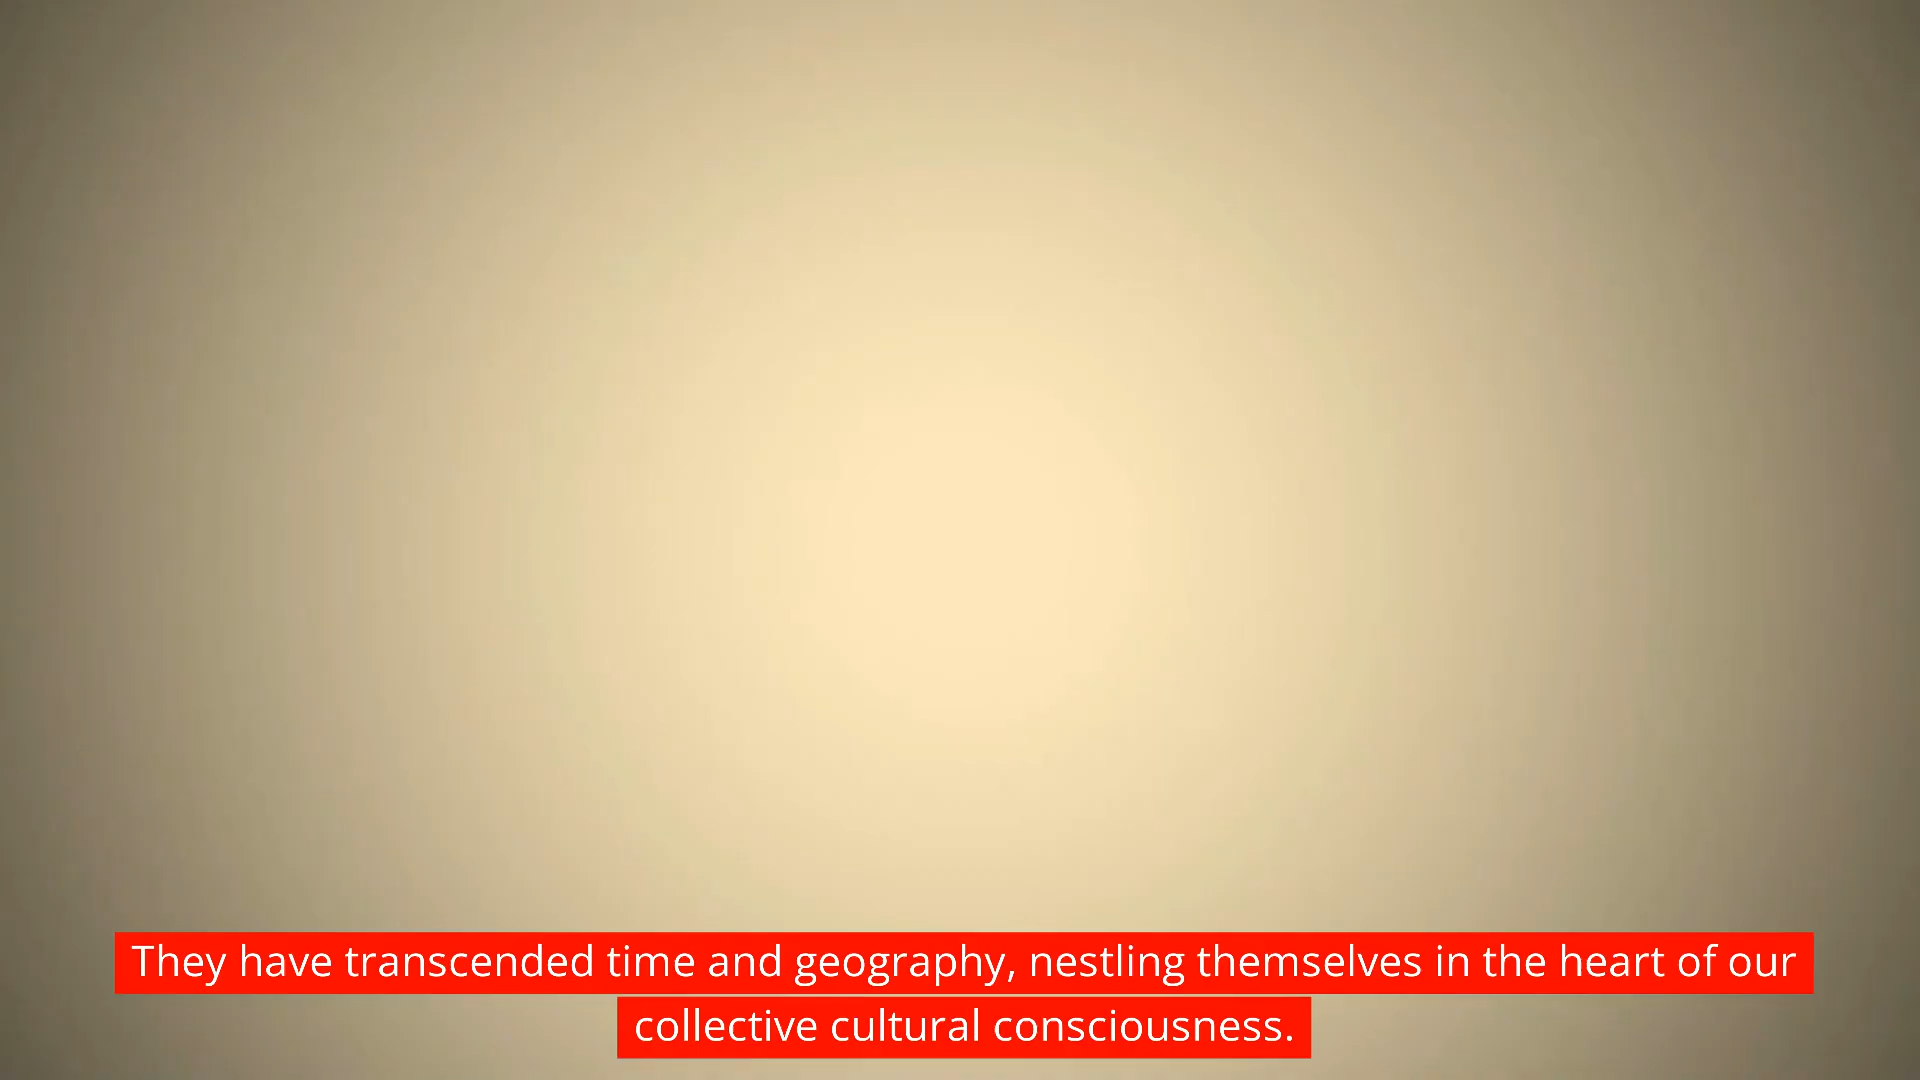 They have transcended time and geography, nestling themselves in the heart of our
collective cultural consciousness.